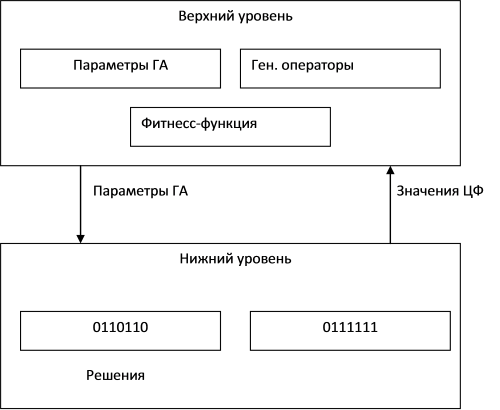 Верхний уровень
Параметры ГА
Ген. операторы
Фитнесс-функция
Параметры ГА
Значения ЦФ
Нижний уровень
0110110
0111111
Решения